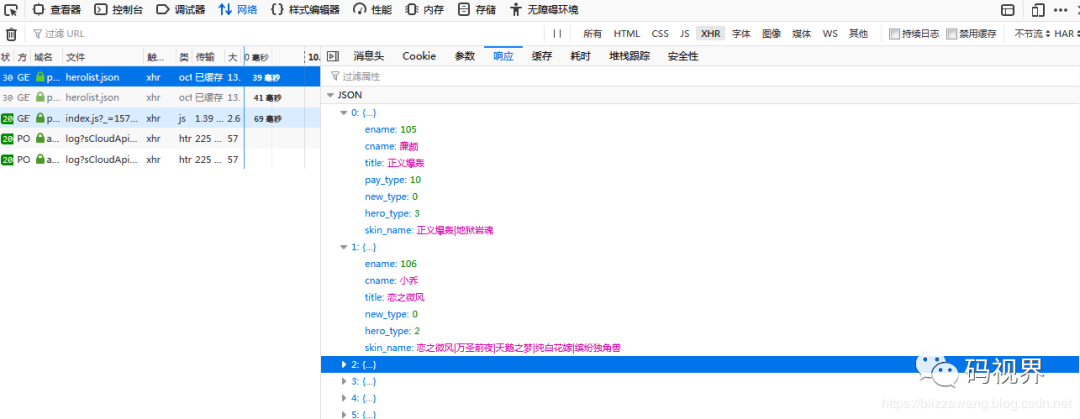 查看器 控制台 调试器 网络 {} 样式编辑器 性能 内存 存储 无障碍环境
过滤 URL 所有 HTML CSS JS XHR 字体 图像 媒体 WS 其他 持续日志 禁用缓存 不节流 HAR
状 方 域名 文件 触... 类 传输 大 0 毫秒 10. 消息头 Cookie 参数 响应 缓存 耗时 堆栈跟踪 安全性
30 GE p... herolist.json xhr oct 已缓存 13. 39 毫秒
30 GE p... herolist.json xhr oct 已缓存 13. 41 毫秒
20 GE p... index.js?_=157... xhr js 1.39 ... 2.6 69 毫秒
20 PO a... log?sCloudApi... xhr htr 225 ... 57
20 PO a... log?sCloudApi... xhr htr 225 ... 57
过滤属性
JSON
0: {...}
ename: 105
cname: 廉颇
title: 正义爆轰
pay_type: 10
new_type: 0
hero_type: 3
skin_name: 正义爆轰|地狱岩魂
1: {...}
ename: 106
cname: 小乔
title: 恋之微风
new_type: 0
hero_type: 2
skin_name: 恋之微风|万圣前夜|天鹅之梦|纯白花嫁|缤纷独角兽
2: {...}
3: {...}
4: {...}
5: {...}
码视界
https://blizzawang.blog.csdn.net